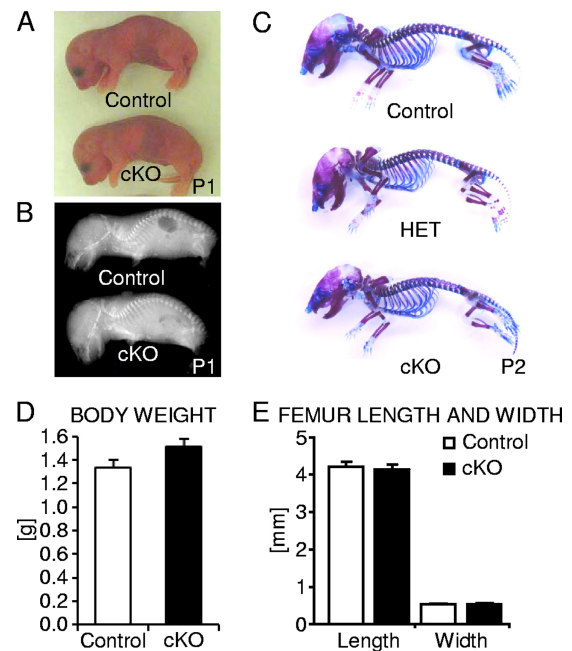 A
Control
cKO
P1
B
Control
cKO
P1
C
Control
HET
cKO
P2
D BODY WEIGHT
1.6
1.4
1.2
1.0
0.8
0.6
0.4
0.2
0.0
[g]
Control cKO
E FEMUR LENGTH AND WIDTH
Control
cKO
5
4
3
2
1
0
[mm]
Length Width